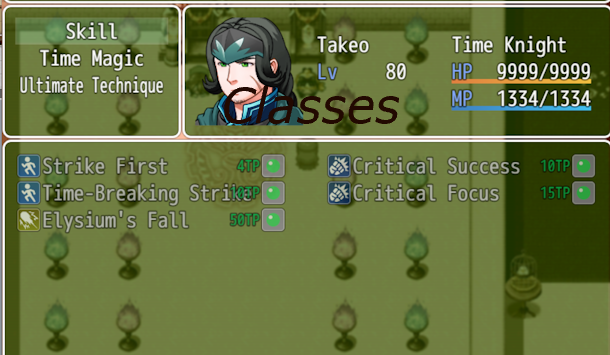 Skill
Time Magic
Ultimate Technique
Takeo
Time Knight
Lv 80
HP 9999/9999
MP 1334/1334
Classes
Strike First 4TP
Critical Success 10TP
Time-Breaking Strike
Critical Focus 15TP
Elysium's Fall 50TP